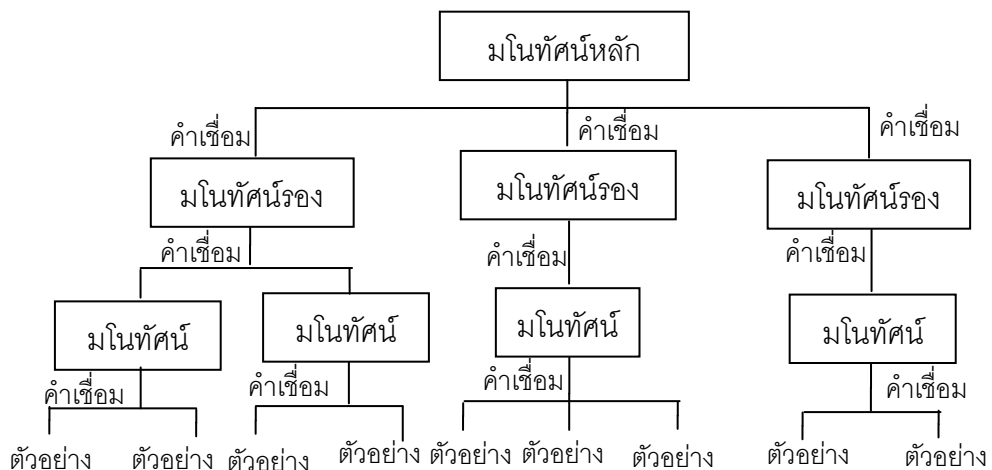 มโนทัศน์หลัก
คำเชื่อม คำเชื่อม คำเชื่อม
มโนทัศน์รอง มโนทัศน์รอง มโนทัศน์รอง
คำเชื่อม คำเชื่อม คำเชื่อม
มโนทัศน์ มโนทัศน์ มโนทัศน์ มโนทัศน์
คำเชื่อม คำเชื่อม คำเชื่อม คำเชื่อม
ตัวอย่าง ตัวอย่าง ตัวอย่าง ตัวอย่าง ตัวอย่าง ตัวอย่าง ตัวอย่าง ตัวอย่าง ตัวอย่าง